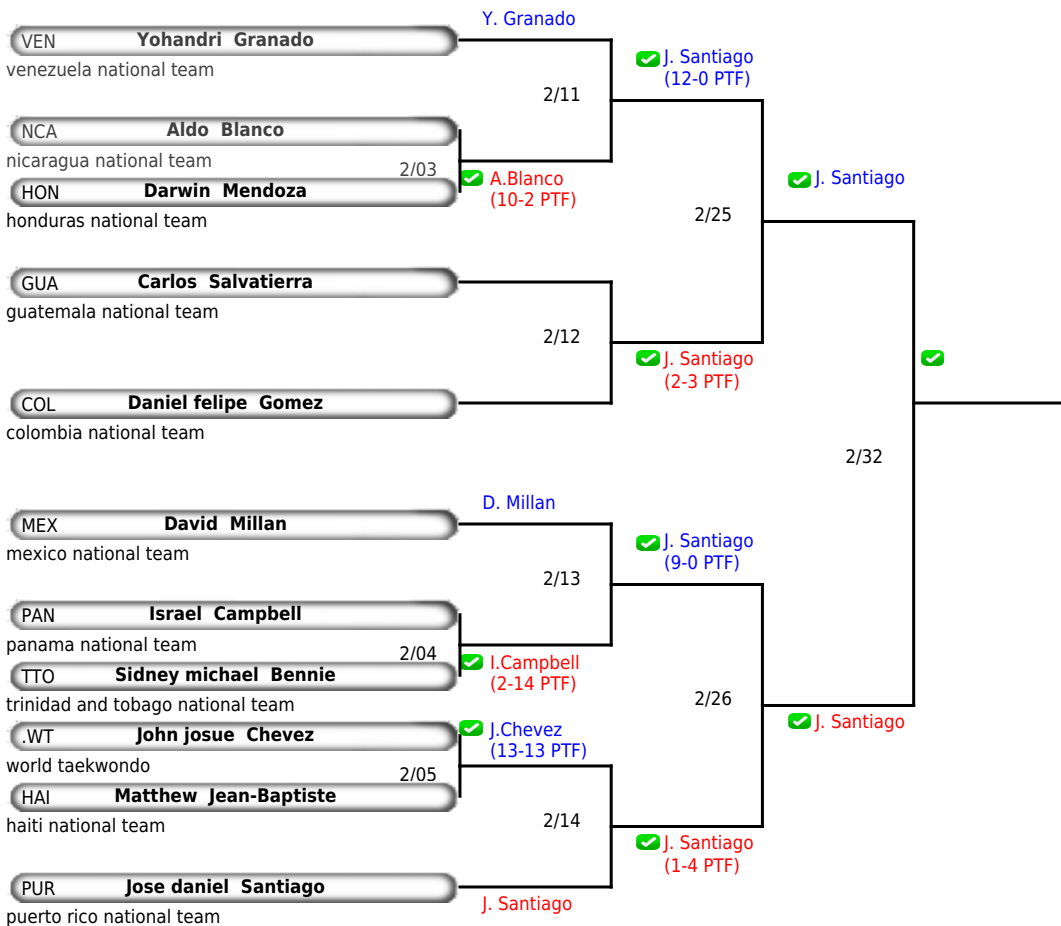 Y. Granado
VEN Yohandri Granado
venezuela national team
J. Santiago
(12-0 PTF)
2/11
NCA Aldo Blanco
nicaragua national team
2/03
HON Darwin Mendoza
honduras national team
A.Blanco
(10-2 PTF)
J. Santiago
2/25
GUA Carlos Salvatierra
guatemala national team
2/12
J. Santiago
(2-3 PTF)
COL Daniel felipe Gomez
colombia national team
2/32
D. Millan
MEX David Millan
mexico national team
J. Santiago
(9-0 PTF)
2/13
PAN Israel Campbell
panama national team
2/04
TTO Sidney michael Bennie
trinidad and tobago national team
I.Campbell
(2-14 PTF)
2/26
J. Santiago
.WT John josue Chevez
world taekwondo
J.Chevez
(13-13 PTF)
2/05
HAI Matthew Jean-Baptiste
haiti national team
2/14
J. Santiago
(1-4 PTF)
PUR Jose daniel Santiago
puerto rico national team
J. Santiago